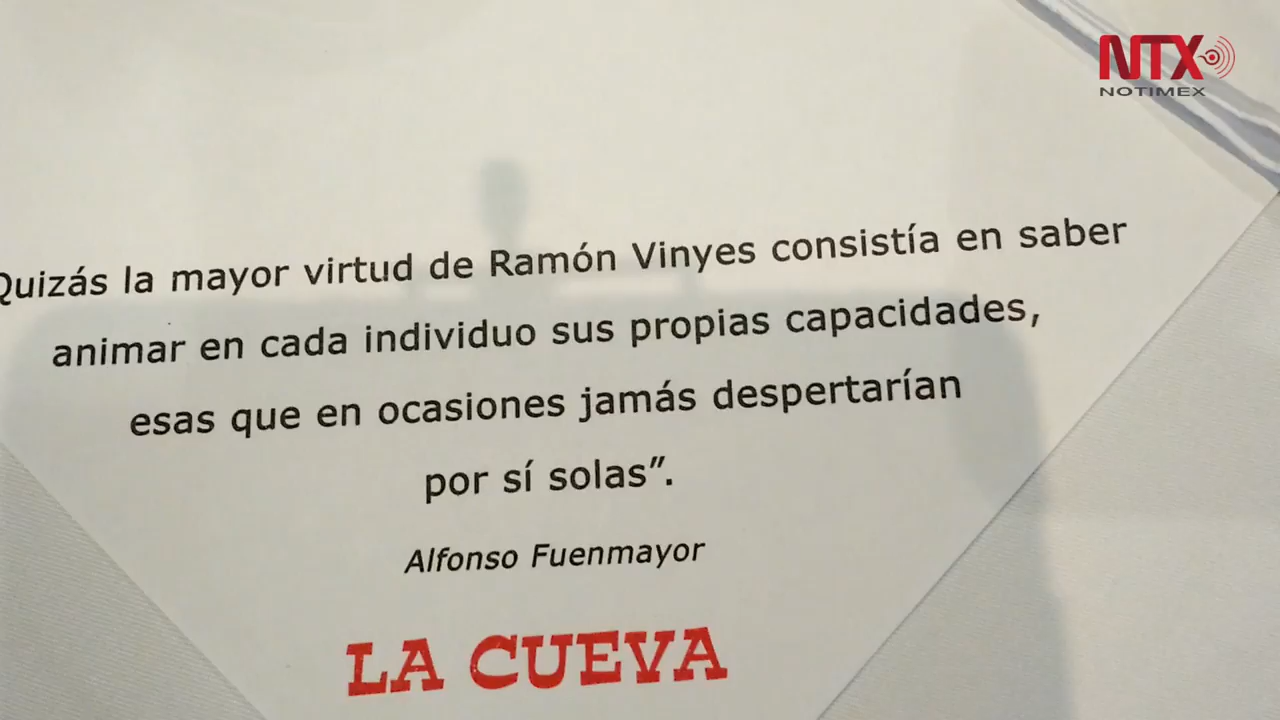 NTX
NOTIMEX
Quizás la mayor virtud de Ramón Vinyes consistía en saber
animar en cada individuo sus propias capacidades,
esas que en ocasiones jamás despertarían
por sí solas”.
Alfonso Fuenmayor
LA CUEVA